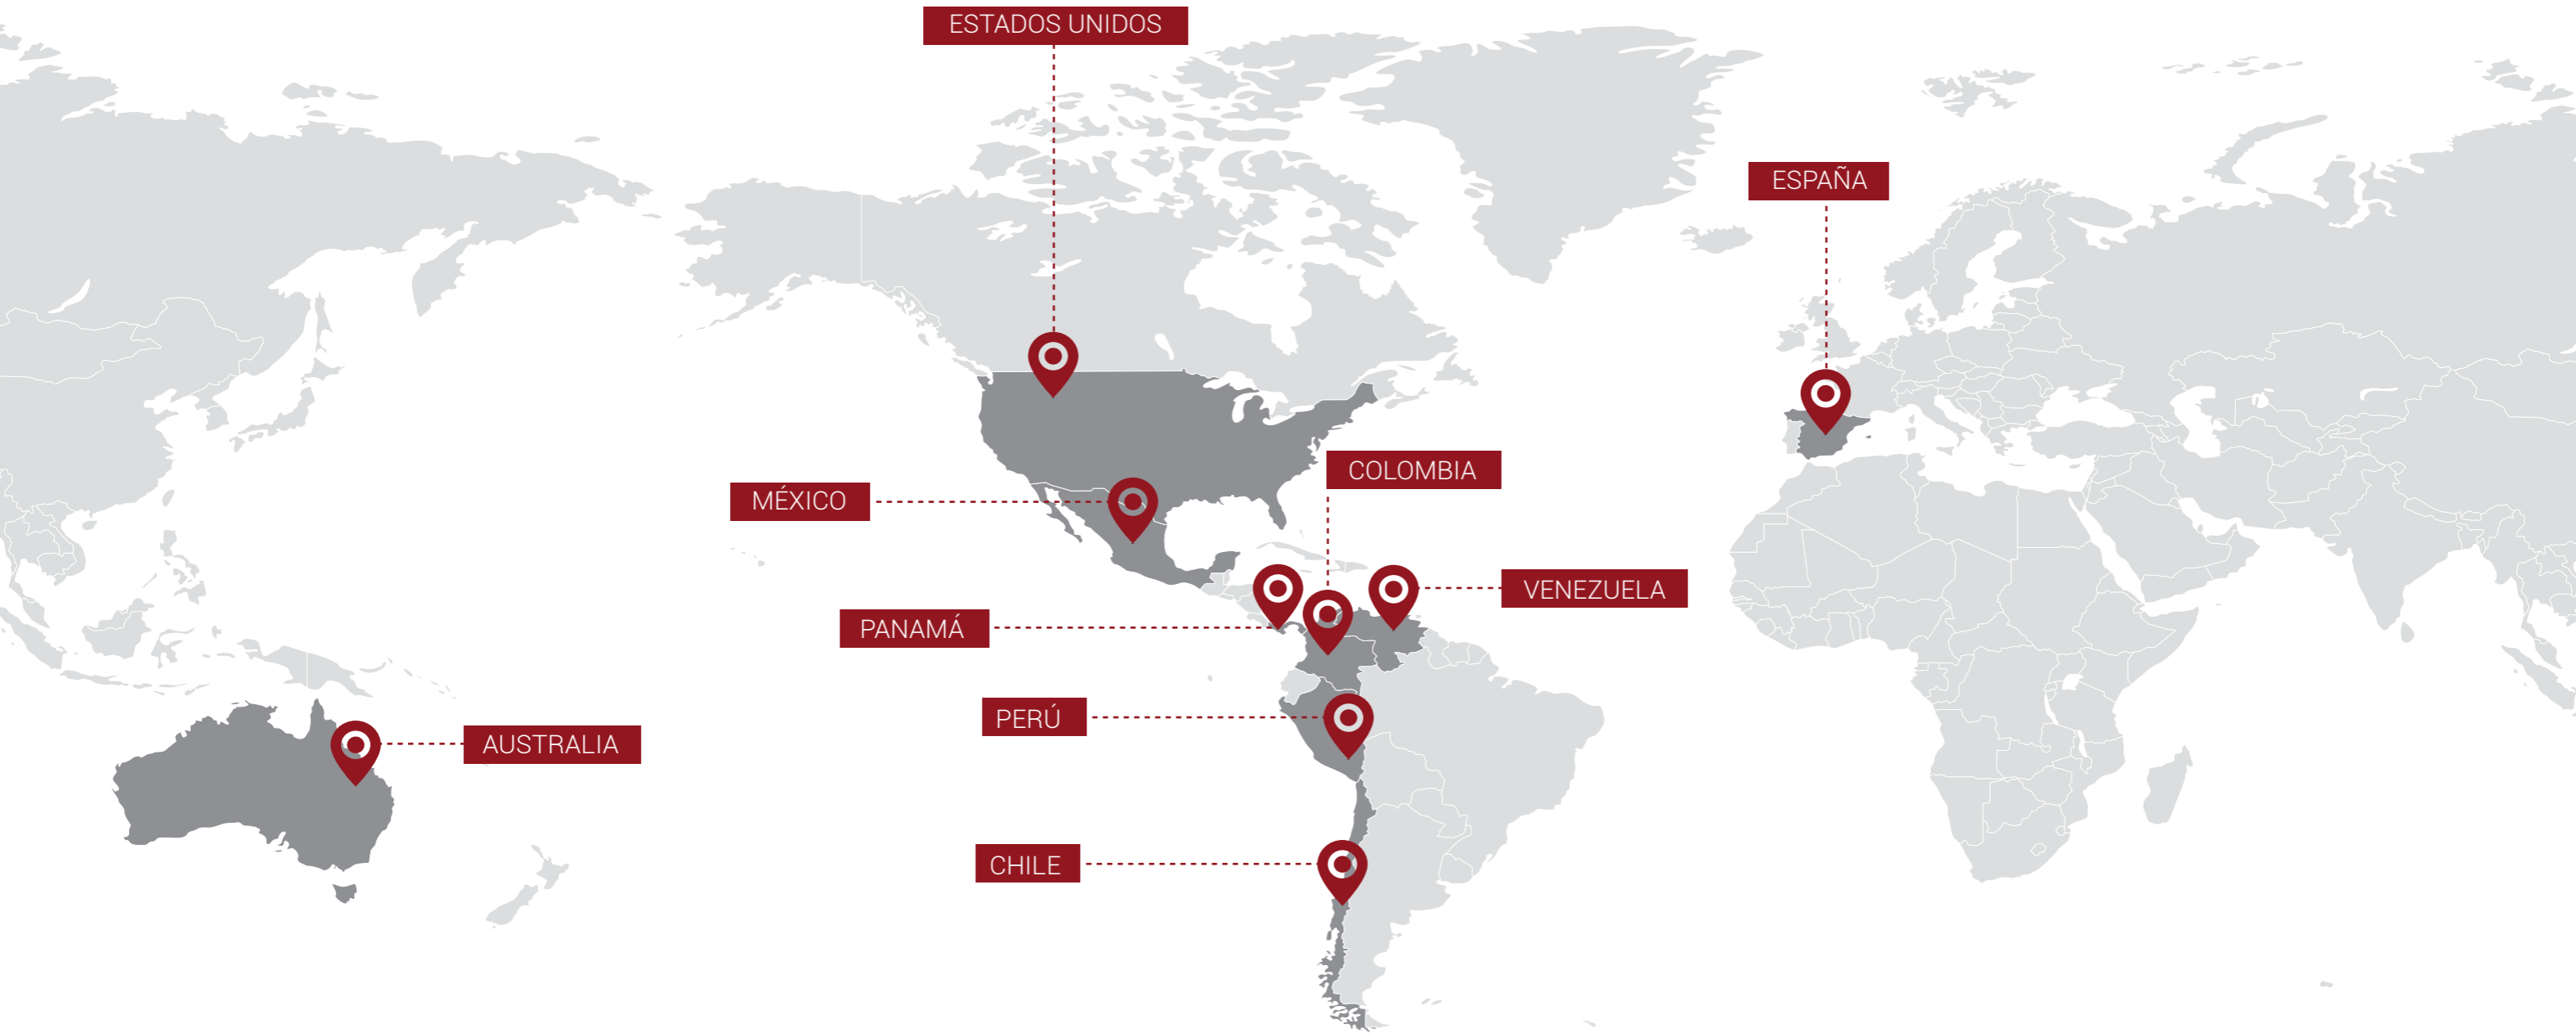 ESTADOS UNIDOS
ESPAÑA
COLOMBIA
MÉXICO
VENEZUELA
PANAMÁ
PERÚ
AUSTRALIA
CHILE